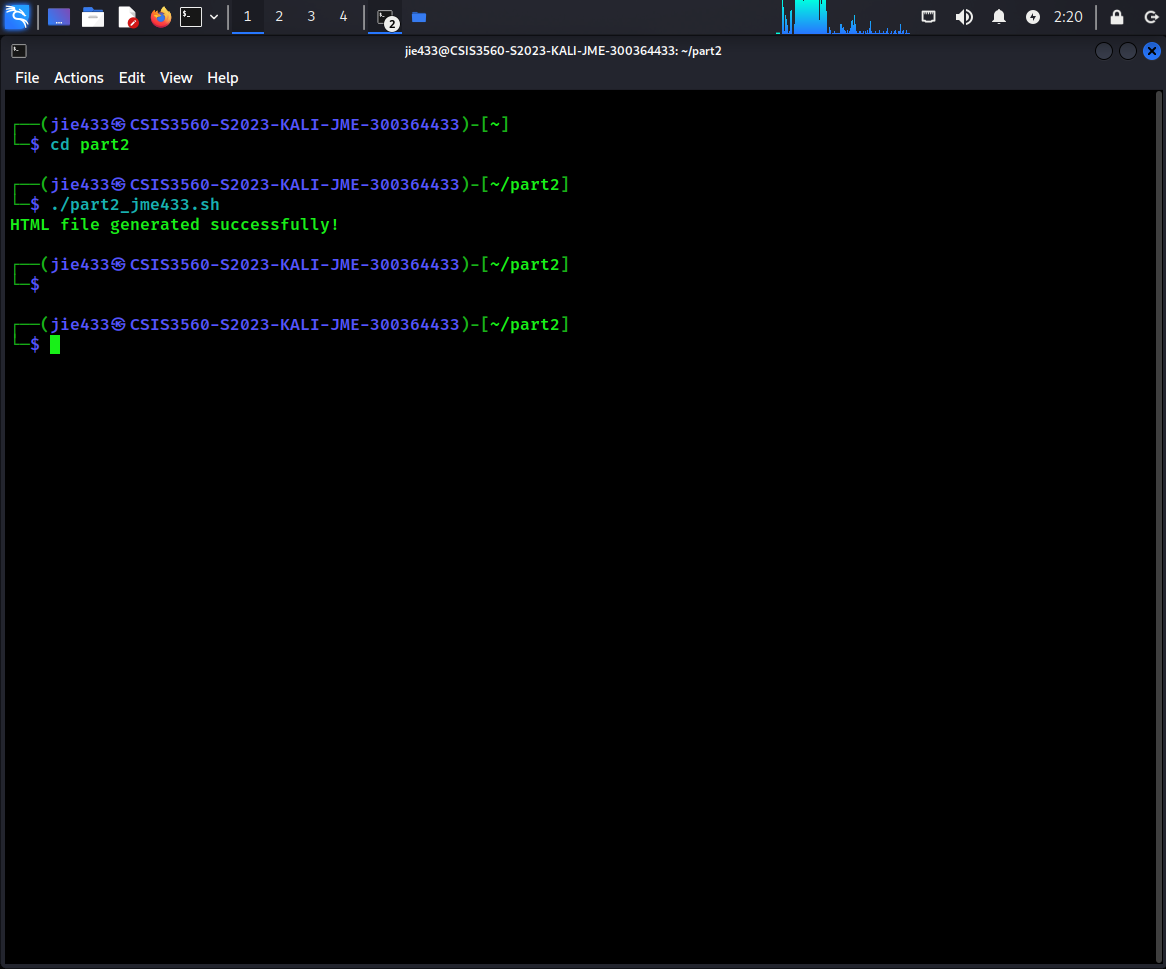 1 2 3 4 2 2:20
jie433@CSIS3560-S2023-KALI-JME-300364433: ~/part2
File Actions Edit View Help
┌──(jie433㉿CSIS3560-S2023-KALI-JME-300364433)-[~]
└─$ cd part2
┌──(jie433㉿CSIS3560-S2023-KALI-JME-300364433)-[~/part2]
└─$ ./part2_jme433.sh
HTML file generated successfully!
┌──(jie433㉿CSIS3560-S2023-KALI-JME-300364433)-[~/part2]
└─$
┌──(jie433㉿CSIS3560-S2023-KALI-JME-300364433)-[~/part2]
└─$